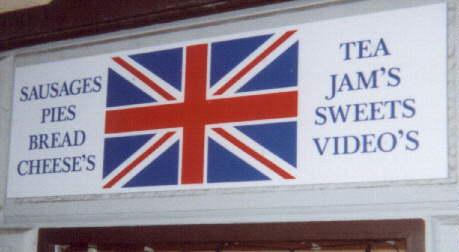 SAUSAGES
PIES
BREAD
CHEESE'S
TEA
JAM'S
SWEETS
VIDEO'S